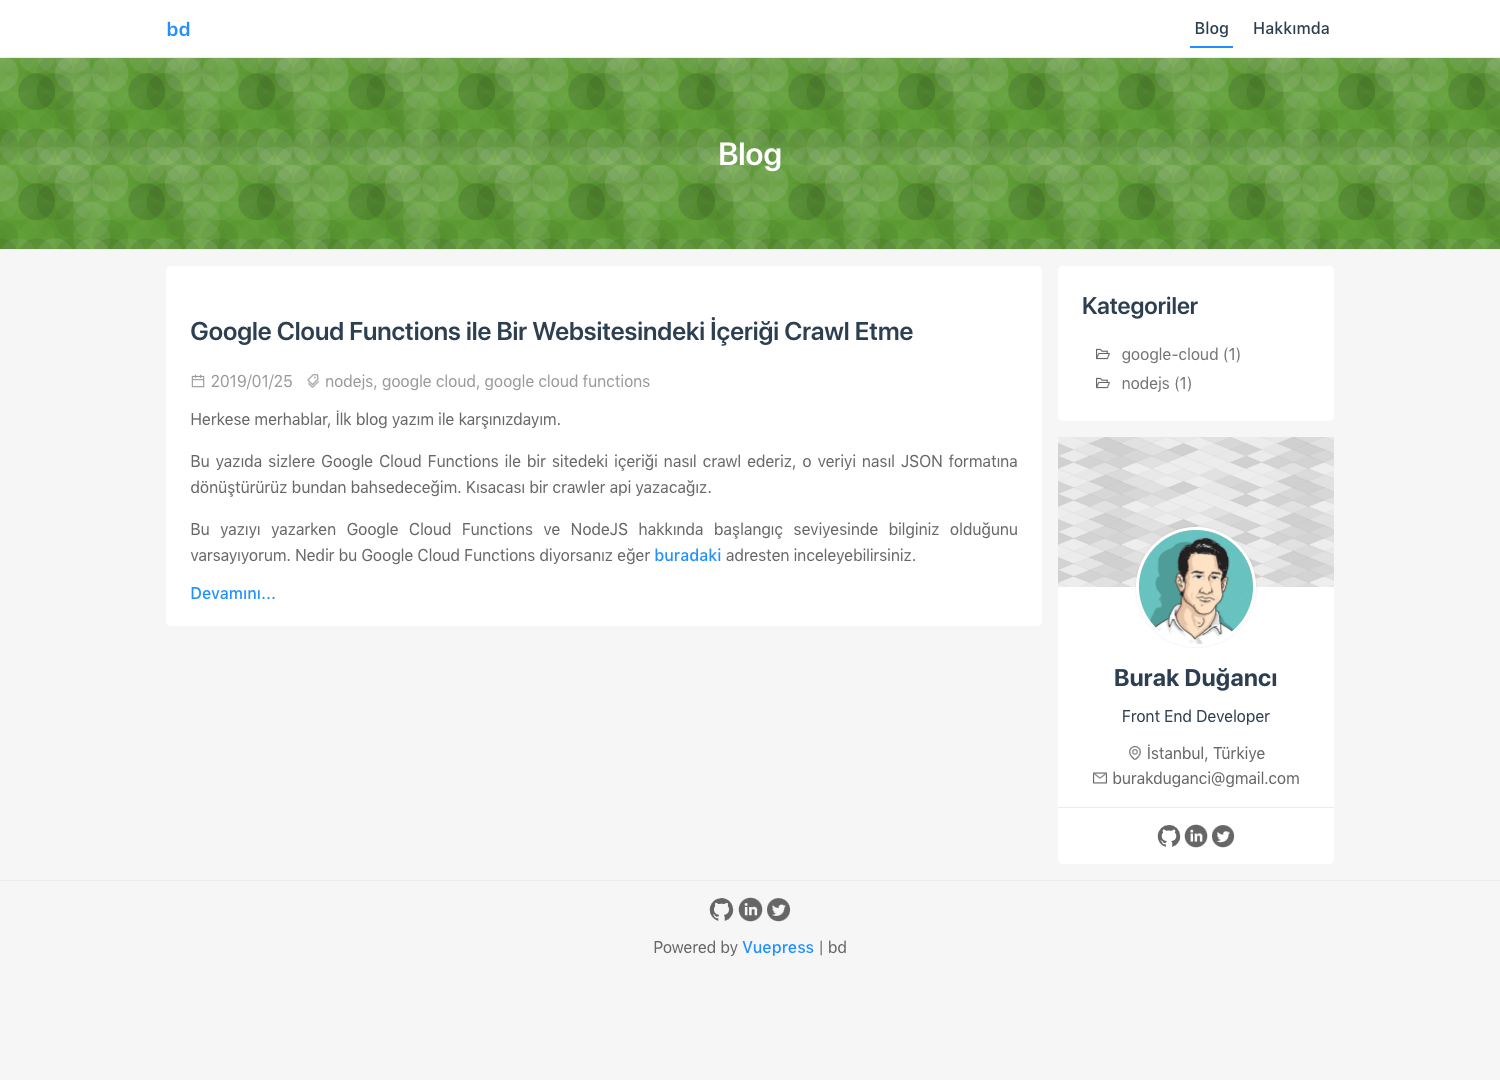 bd
Blog
Hakkımda
Blog
Google Cloud Functions ile Bir Websitesindeki İçeriği Crawl Etme
2019/01/25 nodejs, google cloud, google cloud functions
Herkese merhablar, İlk blog yazım ile karşınızdayım.
Bu yazıda sizlere Google Cloud Functions ile bir sitedeki içeriği nasıl crawl ederiz, o veriyi nasıl JSON formatına
dönüştürürüz bundan bahsedeceğim. Kısacası bir crawler api yazacağız.
Bu yazıyı yazarken Google Cloud Functions ve NodeJS hakkında başlangıç seviyesinde bilginiz olduğunu
varsayıyorum. Nedir bu Google Cloud Functions diyorsanız eğer buradaki adresten inceleyebilirsiniz.
Devamını...
Kategoriler
google-cloud (1)
nodejs (1)
Burak Duğancı
Front End Developer
İstanbul, Türkiye
burakduganci@gmail.com
Powered by Vuepress | bd